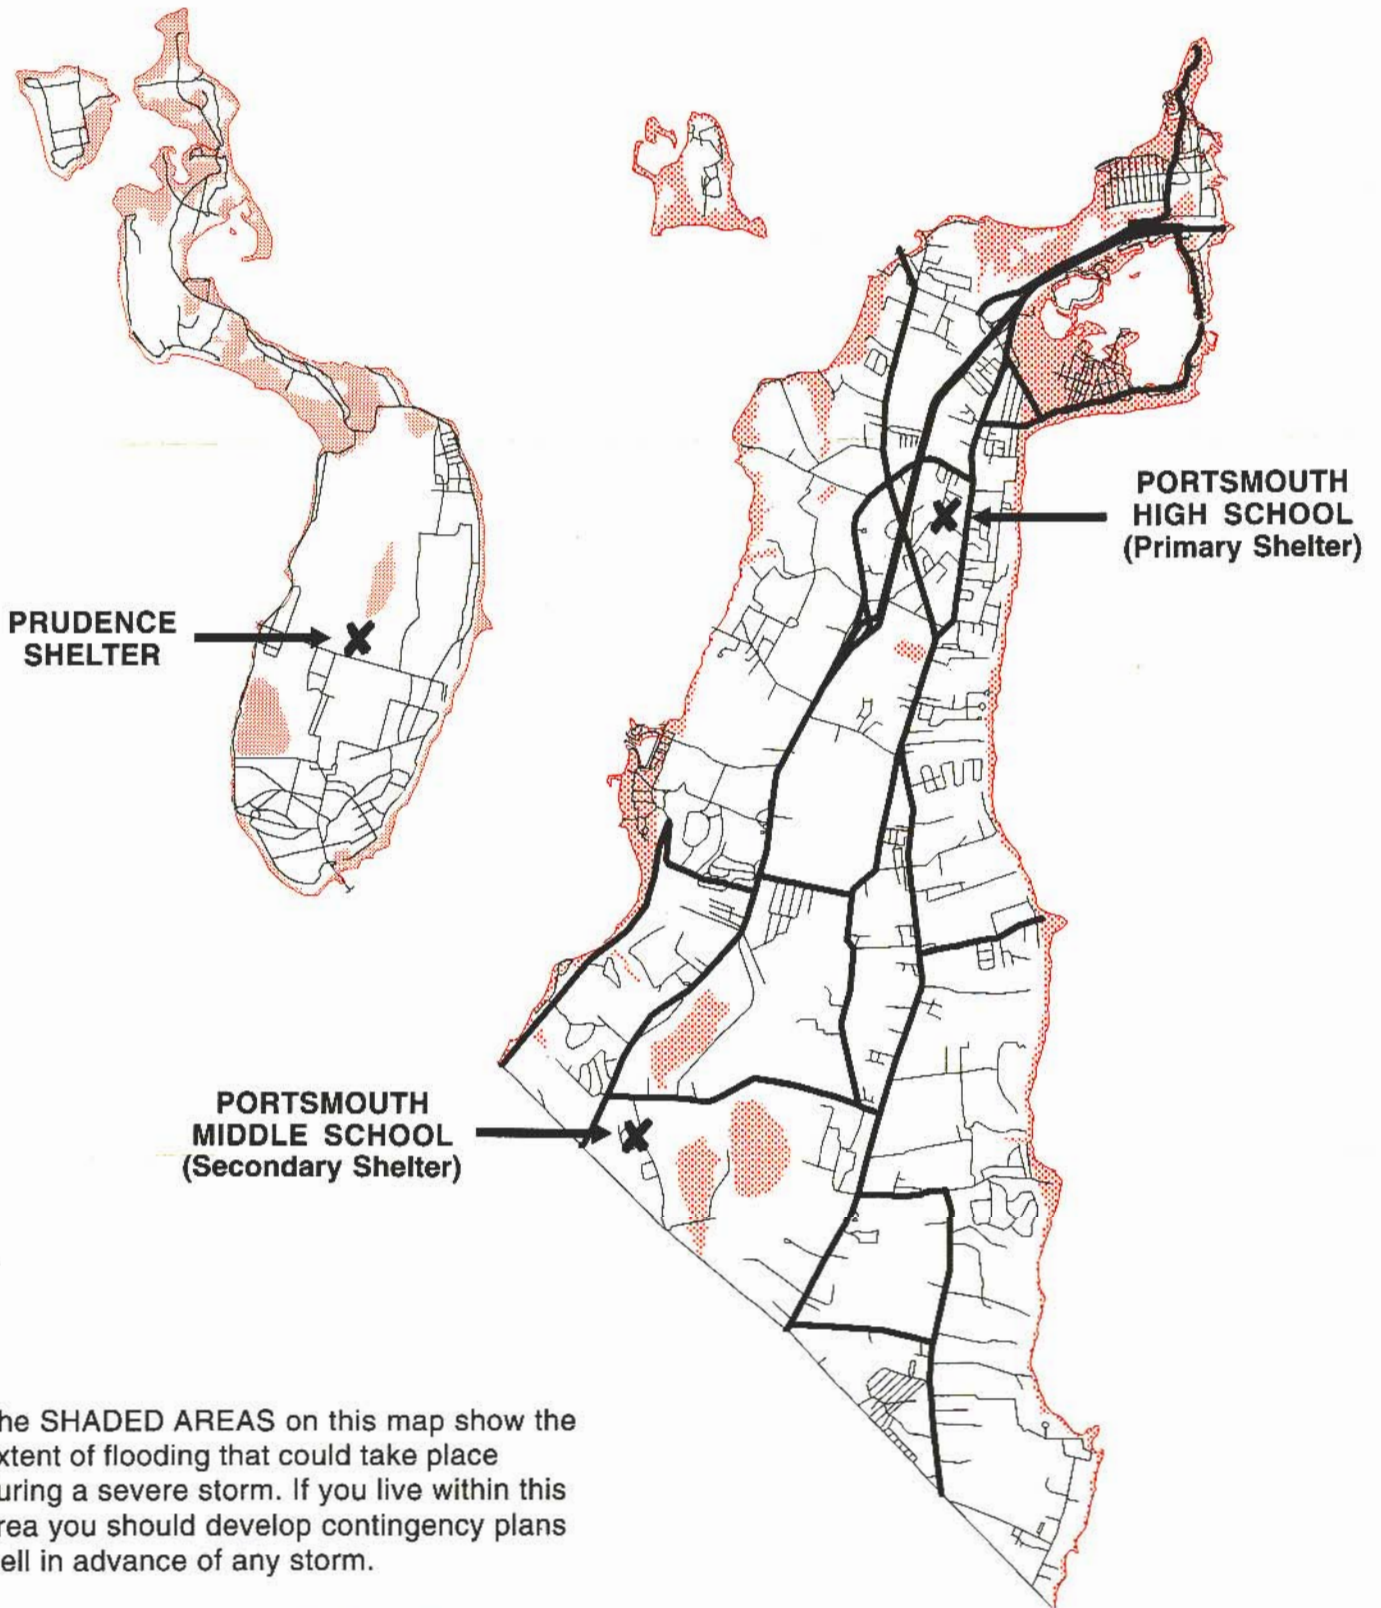 PORTSMOUTH
HIGH SCHOOL
(Primary Shelter)
PRUDENCE
SHELTER
PORTSMOUTH
MIDDLE SCHOOL
(Secondary Shelter)
he SHADED AREAS on this map show the
xtent of flooding that could take place
uring a severe storm. If you live within this
rea you should develop contingency plans
ell in advance of any storm.